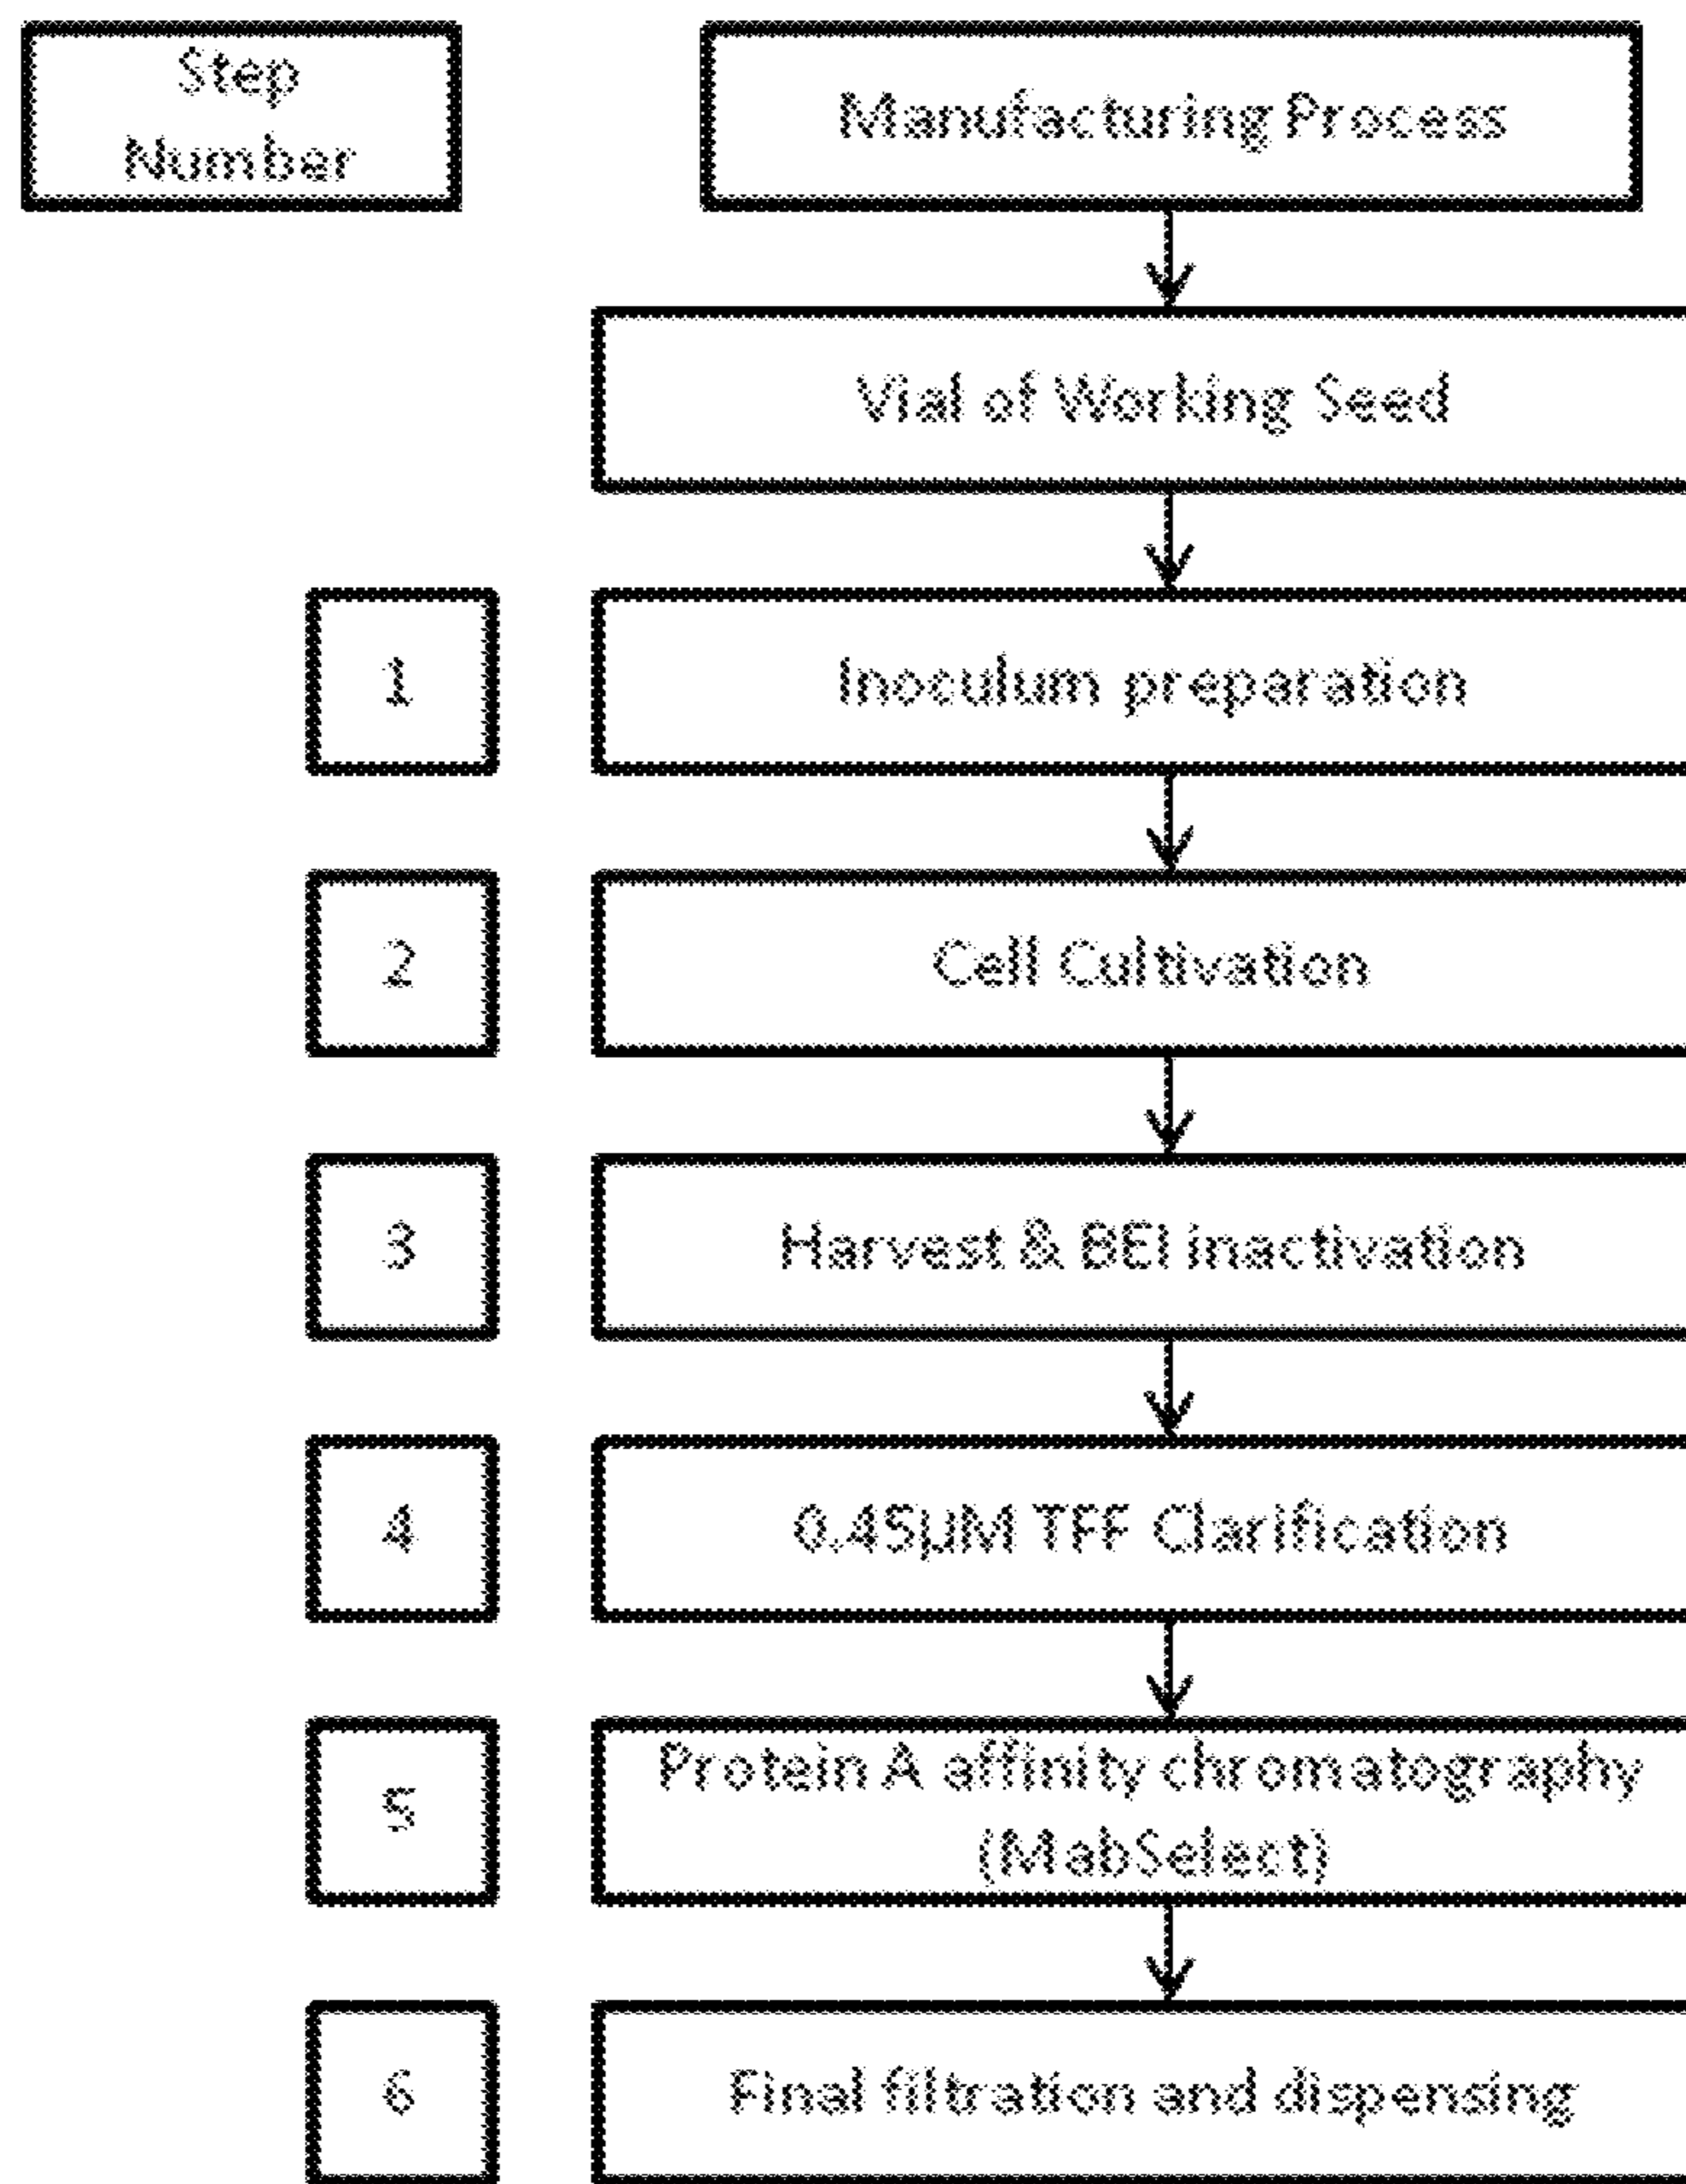 Step
Number
Manufacturing Process
Vial of Working Seed
1
Inoculum preparation
2
Cell Cultivation
3
Harvest & BEI inactivation
4
0.45µM TFF Clarification
5
Protein A affinity chromatography
(MabSelect)
6
Final filtration and dispensing